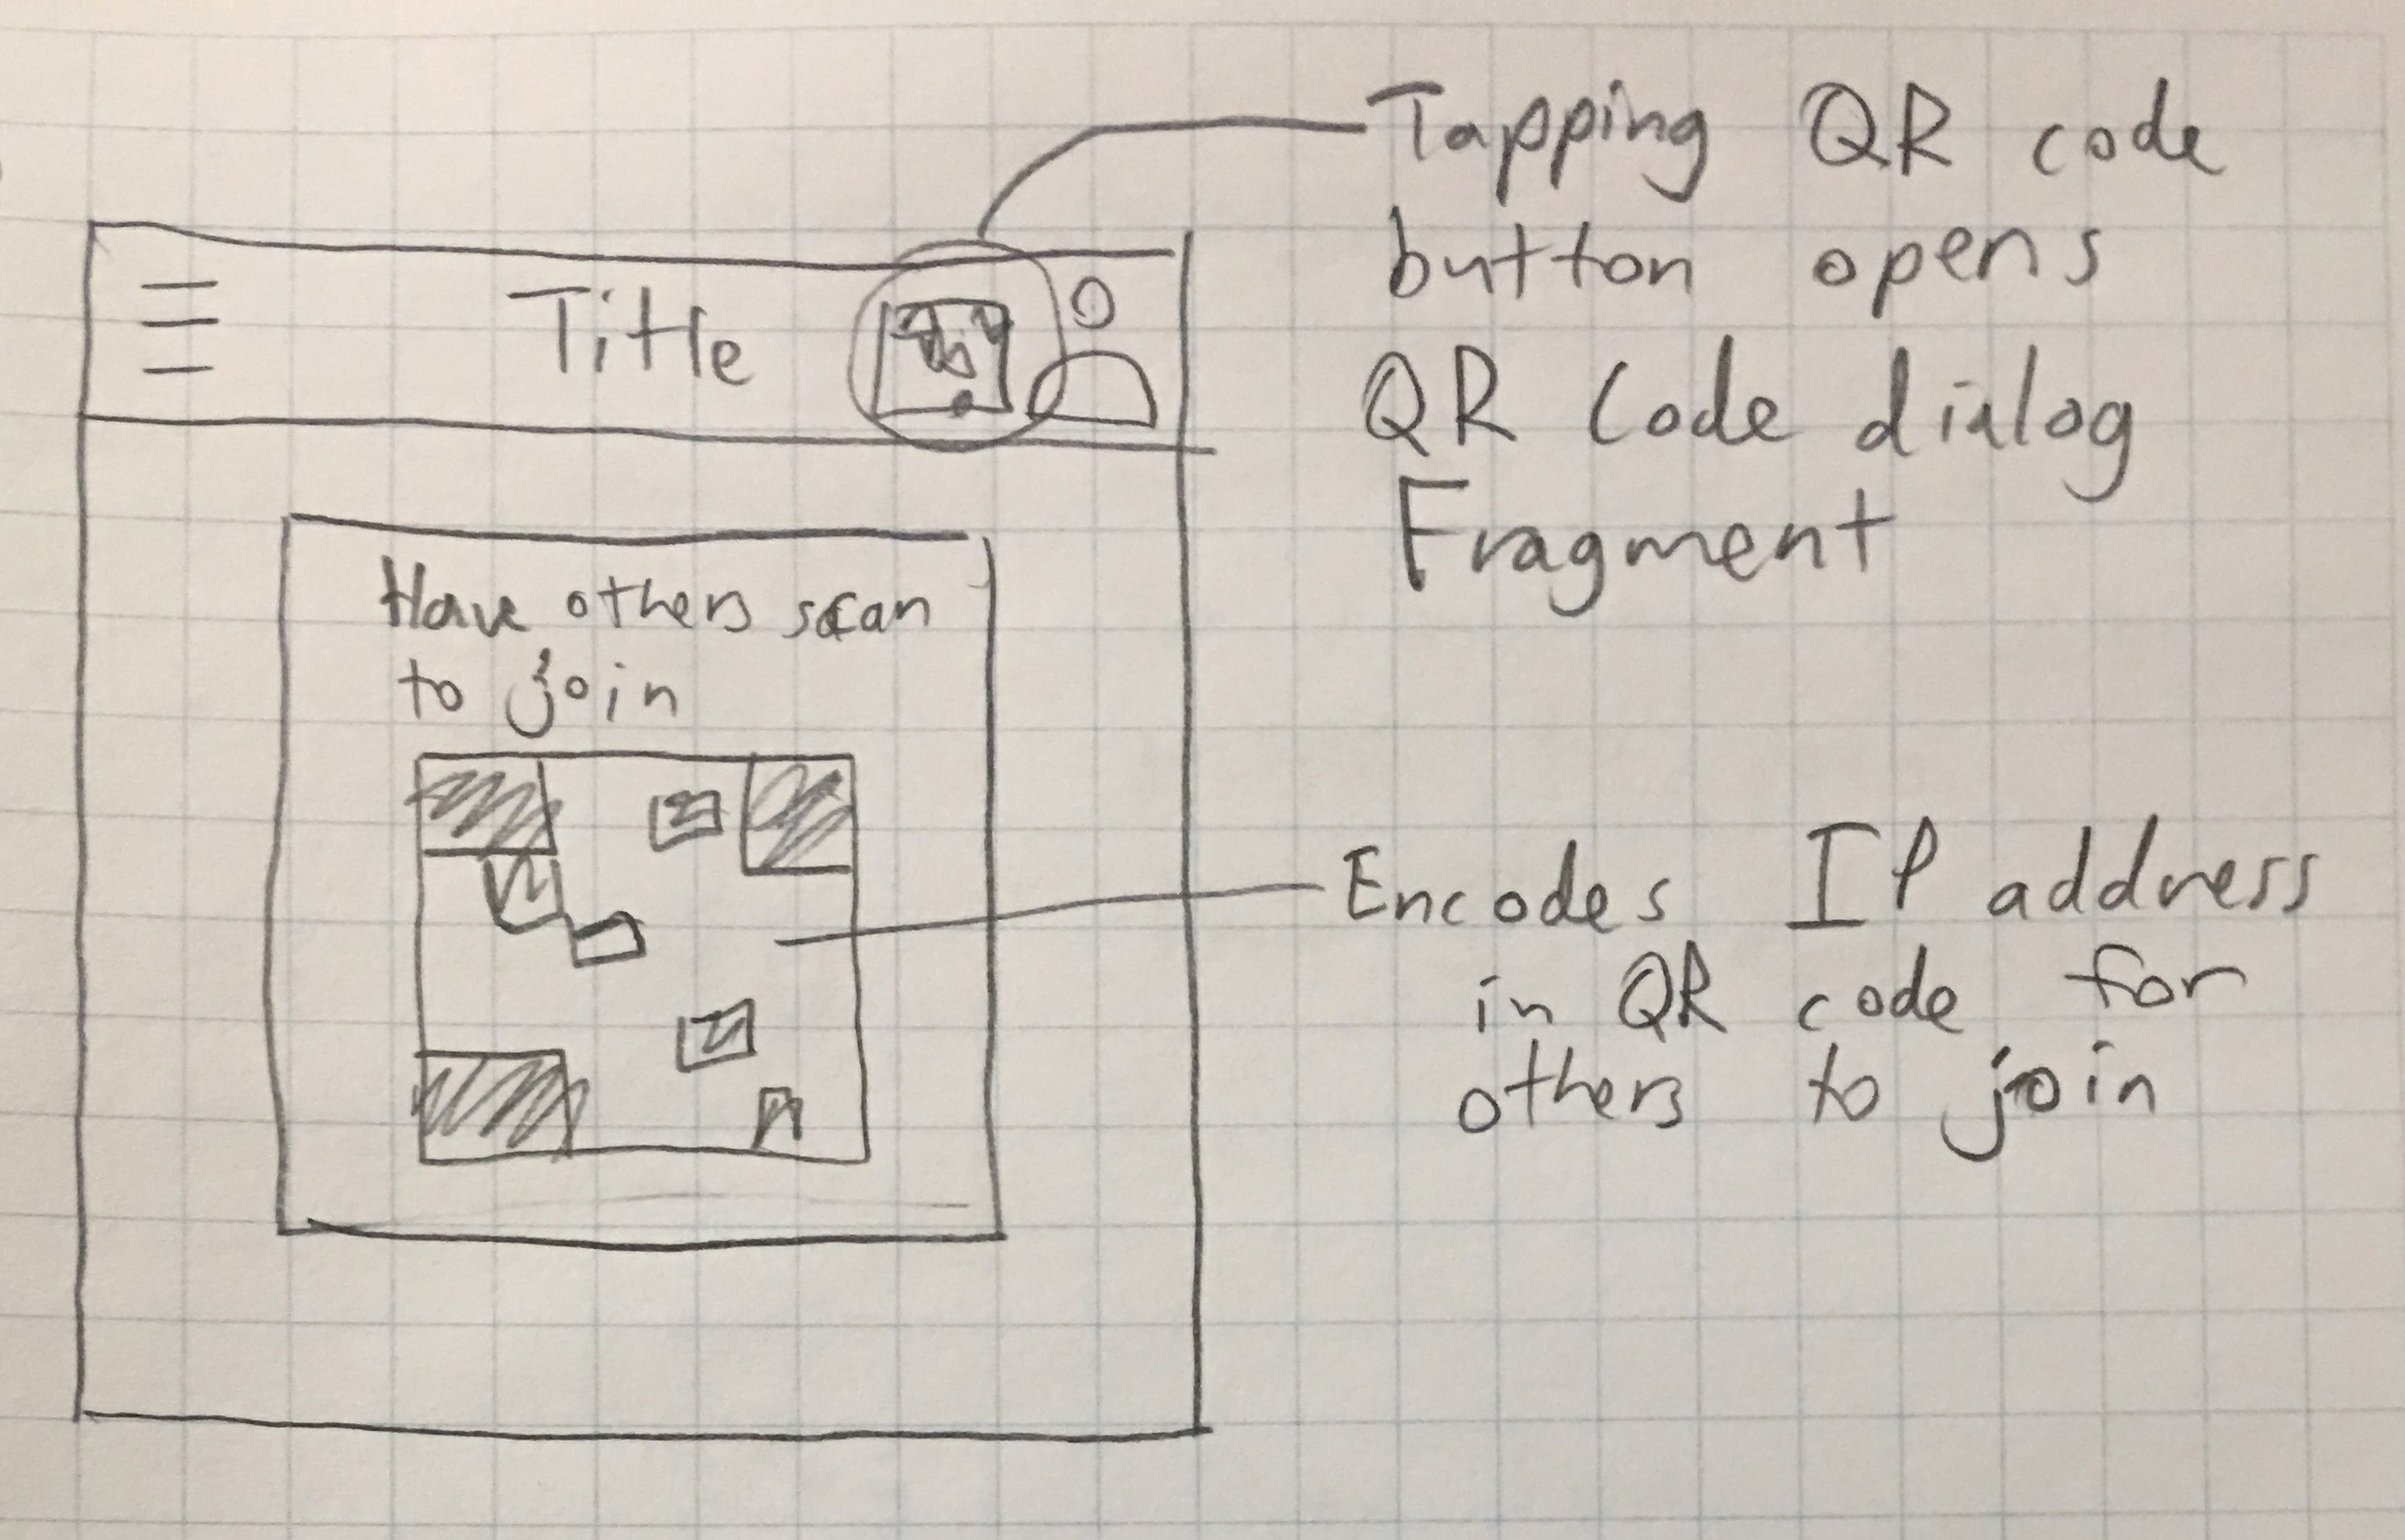 Title
Have others scan
to join
Tapping QR code
button opens
QR Code dialog
Fragment
Encodes IP address
in QR code for
others to join